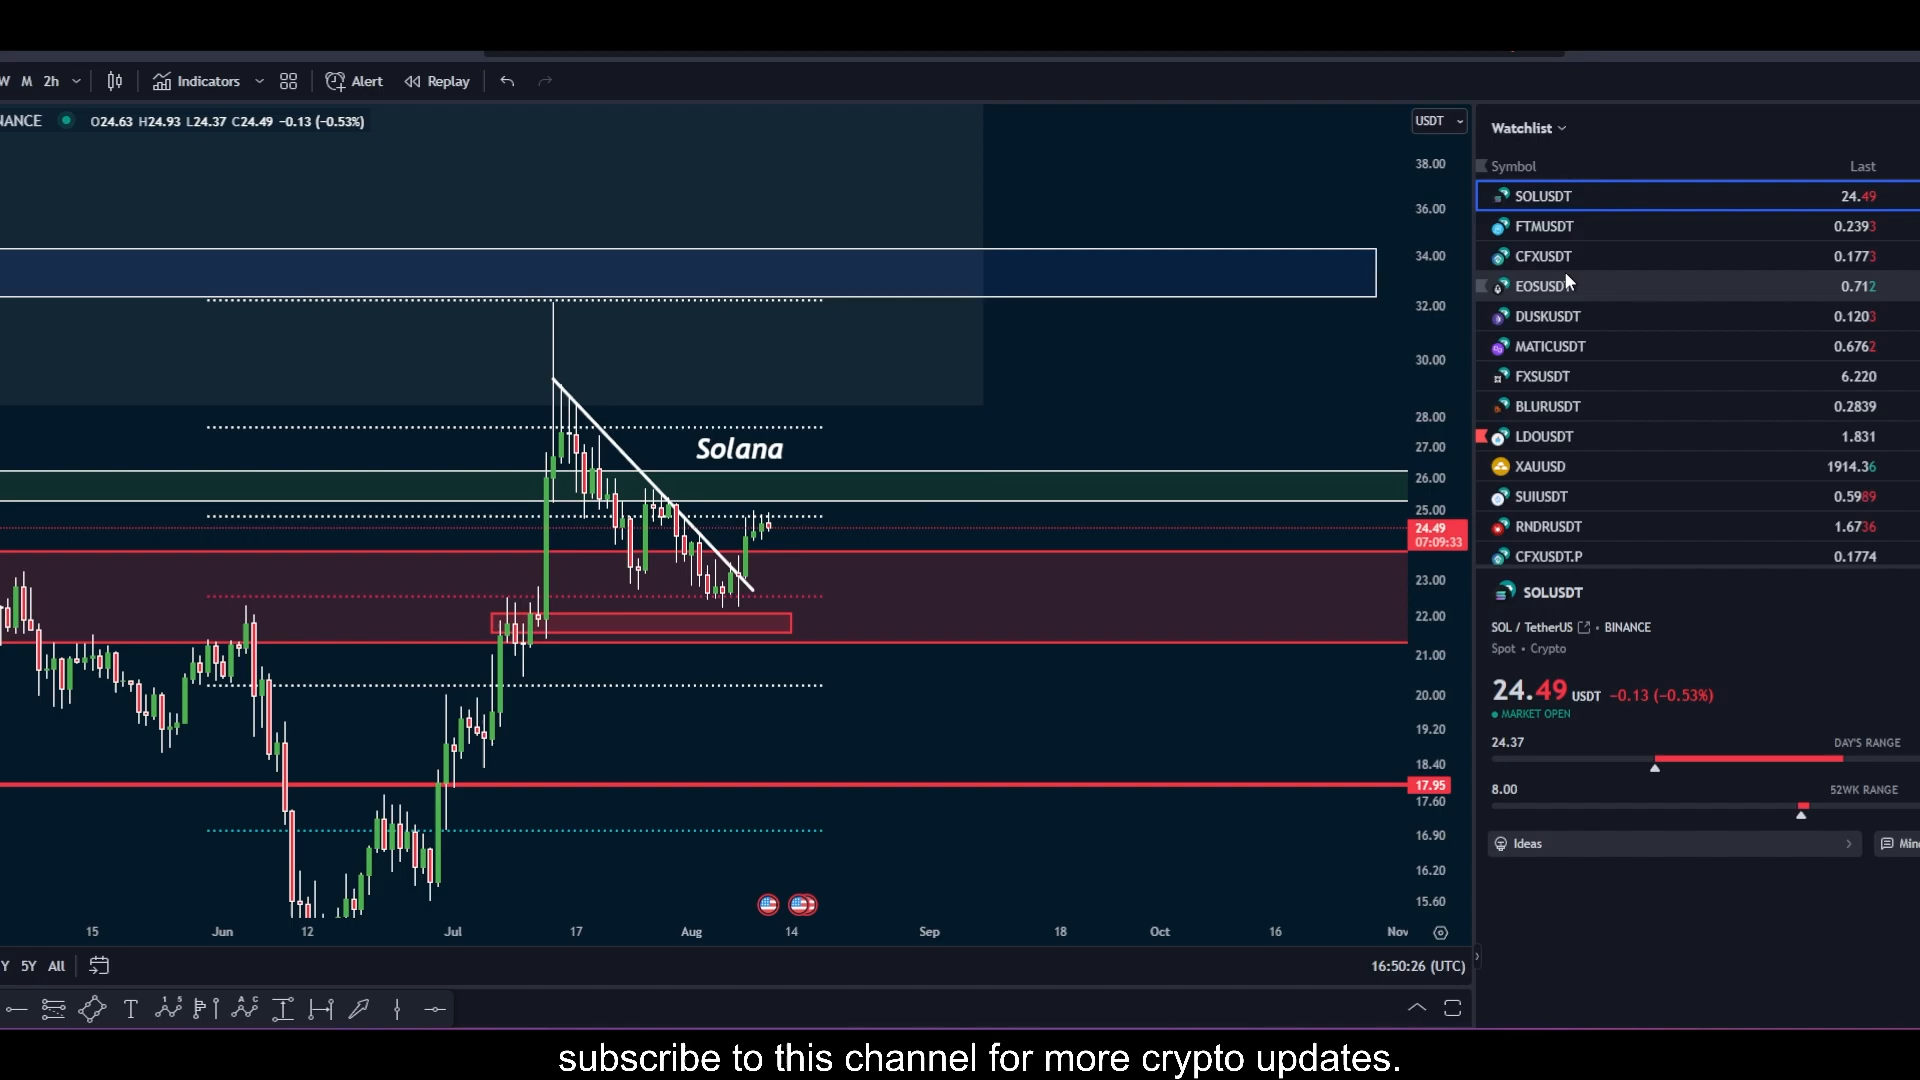 W M 2h Indicators Alert Replay
NANCE O24.63 H24.93 L24.37 C24.49 -0.13 (-0.53%)
USDT
38.00
36.00
34.00
32.00
30.00
28.00
27.00
26.00
25.00
24.49
07:09:33
23.00
22.00
21.00
20.00
19.20
18.40
17.95
17.60
16.90
16.20
15.60
Solana
15 Jun 12 Jul 17 Aug 14 Sep 18 Oct 16 Nov
Y 5Y All
16:50:26 (UTC)
Watchlist
Symbol Last
SOLUSDT 24.49
FTMUSDT 0.2393
CFXUSDT 0.1773
EOSUSDT 0.712
DUSKUSDT 0.1203
MATICUSDT 0.6762
FXSUSDT 6.220
BLURUSDT 0.2839
LDOUSDT 1.831
XAUUSD 1914.36
SUIUSDT 0.5989
RNDRUSDT 1.6736
CFXUSDT.P 0.1774
SOLUSDT
SOL / TetherUS • BINANCE
Spot • Crypto
24.49 USDT -0.13 (-0.53%)
MARKET OPEN
24.37 DAY'S RANGE
8.00 52WK RANGE
Ideas
subscribe to this channel for more crypto updates.